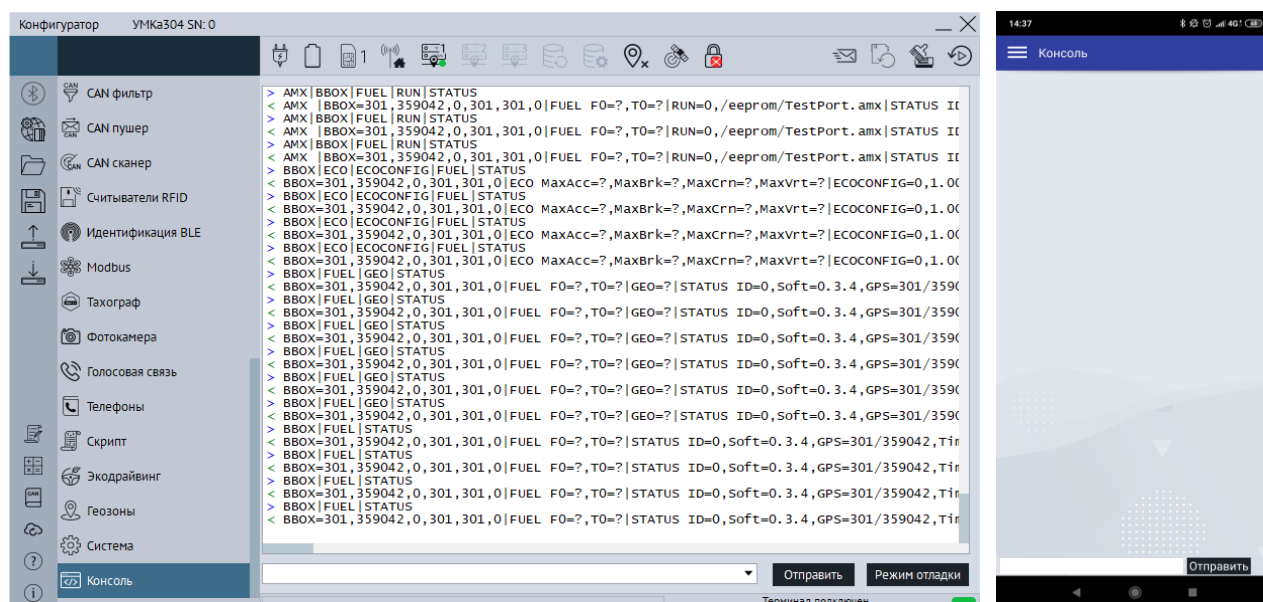 Конфигуратор УМКа304 SN: 0
1
1
2
3
CAN фильтр
CAN пушер
CAN сканер
Считыватели RFID
Идентификация BLE
Modbus
Тахограф
Фотокамера
Голосовая связь
Телефоны
Скрипт
Экодрайвинг
Геозоны
Система
Консоль
> AMX|BBOX|FUEL|RUN|STATUS
< AMX |BBOX=301,359042,0,301,301,0|FUEL F0=?,T0=?|RUN=0,/eeprom/TestPort.amx|STATUS ID
> AMX|BBOX|FUEL|RUN|STATUS
< AMX |BBOX=301,359042,0,301,301,0|FUEL F0=?,T0=?|RUN=0,/eeprom/TestPort.amx|STATUS ID
> AMX|BBOX|FUEL|RUN|STATUS
< AMX |BBOX=301,359042,0,301,301,0|FUEL F0=?,T0=?|RUN=0,/eeprom/TestPort.amx|STATUS ID
> BBOX|ECO|ECOCONFIG|FUEL|STATUS
< BBOX=301,359042,0,301,301,0|ECO MaxAcc=?,MaxBrk=?,MaxCrn=?,MaxVrt=?|ECOCONFIG=0,1.00
> BBOX|ECO|ECOCONFIG|FUEL|STATUS
< BBOX=301,359042,0,301,301,0|ECO MaxAcc=?,MaxBrk=?,MaxCrn=?,MaxVrt=?|ECOCONFIG=0,1.00
> BBOX|ECO|ECOCONFIG|FUEL|STATUS
< BBOX=301,359042,0,301,301,0|ECO MaxAcc=?,MaxBrk=?,MaxCrn=?,MaxVrt=?|ECOCONFIG=0,1.00
> BBOX|ECO|ECOCONFIG|FUEL|STATUS
< BBOX=301,359042,0,301,301,0|ECO MaxAcc=?,MaxBrk=?,MaxCrn=?,MaxVrt=?|ECOCONFIG=0,1.00
> BBOX|FUEL|GEO|STATUS
< BBOX=301,359042,0,301,301,0|FUEL F0=?,T0=?|GEO=?|STATUS ID=0,Soft=0.3.4,GPS=301/3590
> BBOX|FUEL|GEO|STATUS
< BBOX=301,359042,0,301,301,0|FUEL F0=?,T0=?|GEO=?|STATUS ID=0,Soft=0.3.4,GPS=301/3590
> BBOX|FUEL|GEO|STATUS
< BBOX=301,359042,0,301,301,0|FUEL F0=?,T0=?|GEO=?|STATUS ID=0,Soft=0.3.4,GPS=301/3590
> BBOX|FUEL|GEO|STATUS
< BBOX=301,359042,0,301,301,0|FUEL F0=?,T0=?|GEO=?|STATUS ID=0,Soft=0.3.4,GPS=301/3590
> BBOX|FUEL|GEO|STATUS
< BBOX=301,359042,0,301,301,0|FUEL F0=?,T0=?|GEO=?|STATUS ID=0,Soft=0.3.4,GPS=301/3590
> BBOX|FUEL|GEO|STATUS
< BBOX=301,359042,0,301,301,0|FUEL F0=?,T0=?|GEO=?|STATUS ID=0,Soft=0.3.4,GPS=301/3590
> BBOX|FUEL|STATUS
< BBOX=301,359042,0,301,301,0|FUEL F0=?,T0=?|STATUS ID=0,Soft=0.3.4,GPS=301/359042,Tim
> BBOX|FUEL|STATUS
< BBOX=301,359042,0,301,301,0|FUEL F0=?,T0=?|STATUS ID=0,Soft=0.3.4,GPS=301/359042,Tim
> BBOX|FUEL|STATUS
< BBOX=301,359042,0,301,301,0|FUEL F0=?,T0=?|STATUS ID=0,Soft=0.3.4,GPS=301/359042,Tim
> BBOX|FUEL|STATUS
< BBOX=301,359042,0,301,301,0|FUEL F0=?,T0=?|STATUS ID=0,Soft=0.3.4,GPS=301/359042,Tim
Отправить Режим отладки
Терминал подключен
14:37 4G
Консоль
Отправить